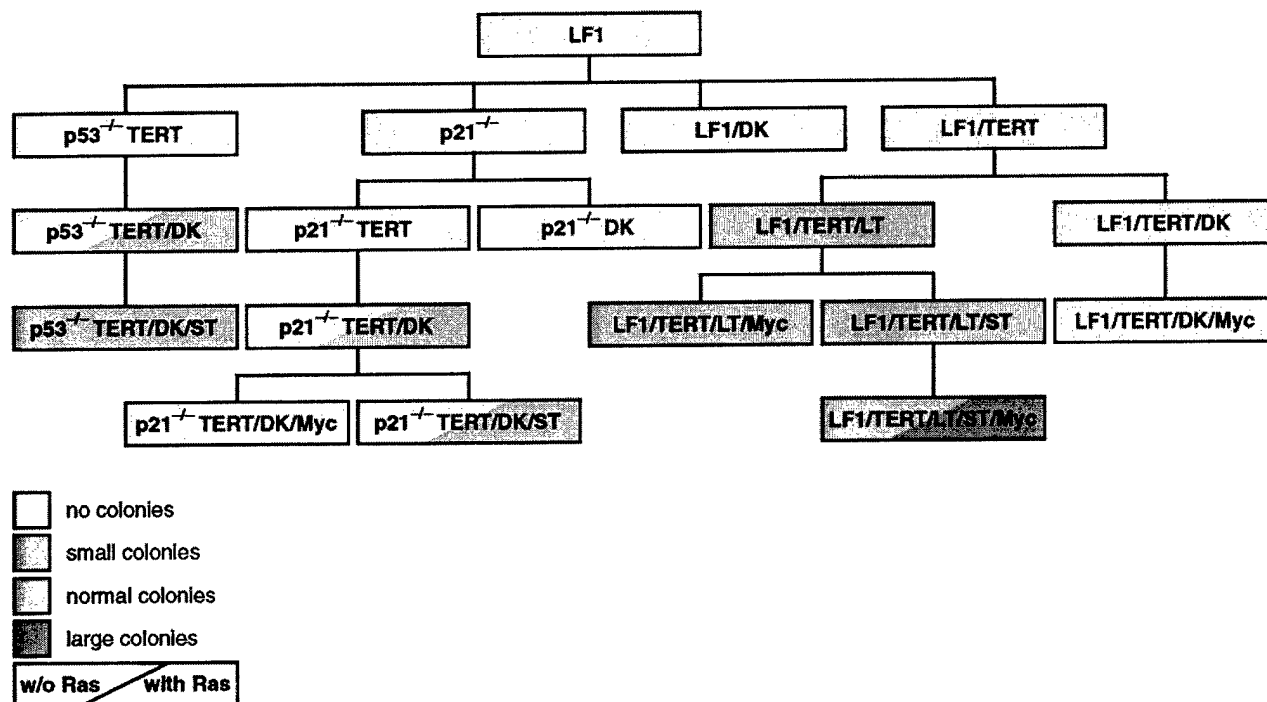 LF1
p53-/- TERT
p21-/-
LF1/DK
LF1/TERT
p53-/- TERT/DK
p21-/- TERT
p21-/- DK
LF1/TERT/LT
LF1/TERT/DK
p53-/- TERT/DK/ST
p21-/- TERT/DK
LF1/TERT/LT/Myc
LF1/TERT/LT/ST
LF1/TERT/DK/Myc
p21-/- TERT/DK/Myc
p21-/- TERT/DK/ST
LF1/TERT/LT/ST/Myc
no colonies
small colonies
normal colonies
large colonies
w/o Ras / with Ras